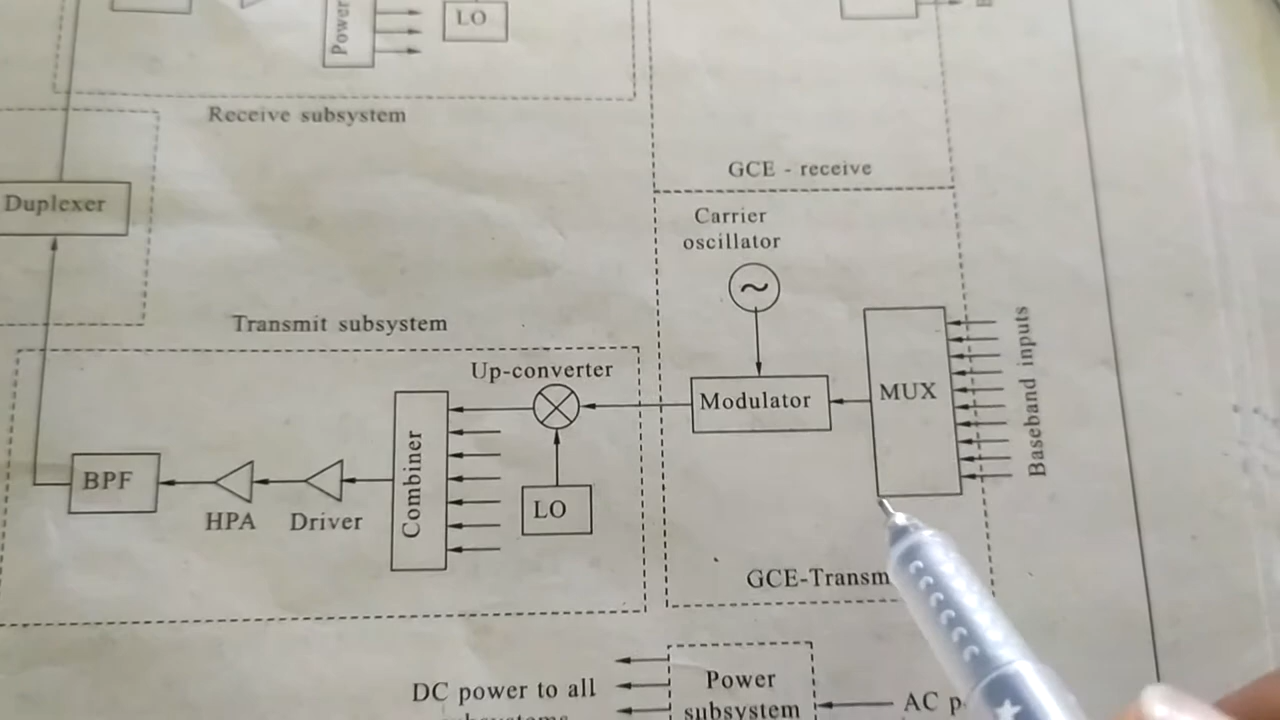 Power
LO
Receive subsystem
GCE - receive
Duplexer
Carrier
oscillator
Transmit subsystem
Up-converter
Modulator
MUX
Baseband inputs
BPF
HPA
Driver
Combiner
LO
GCE-Transm
DC power to all
Power
subsystem
AC p